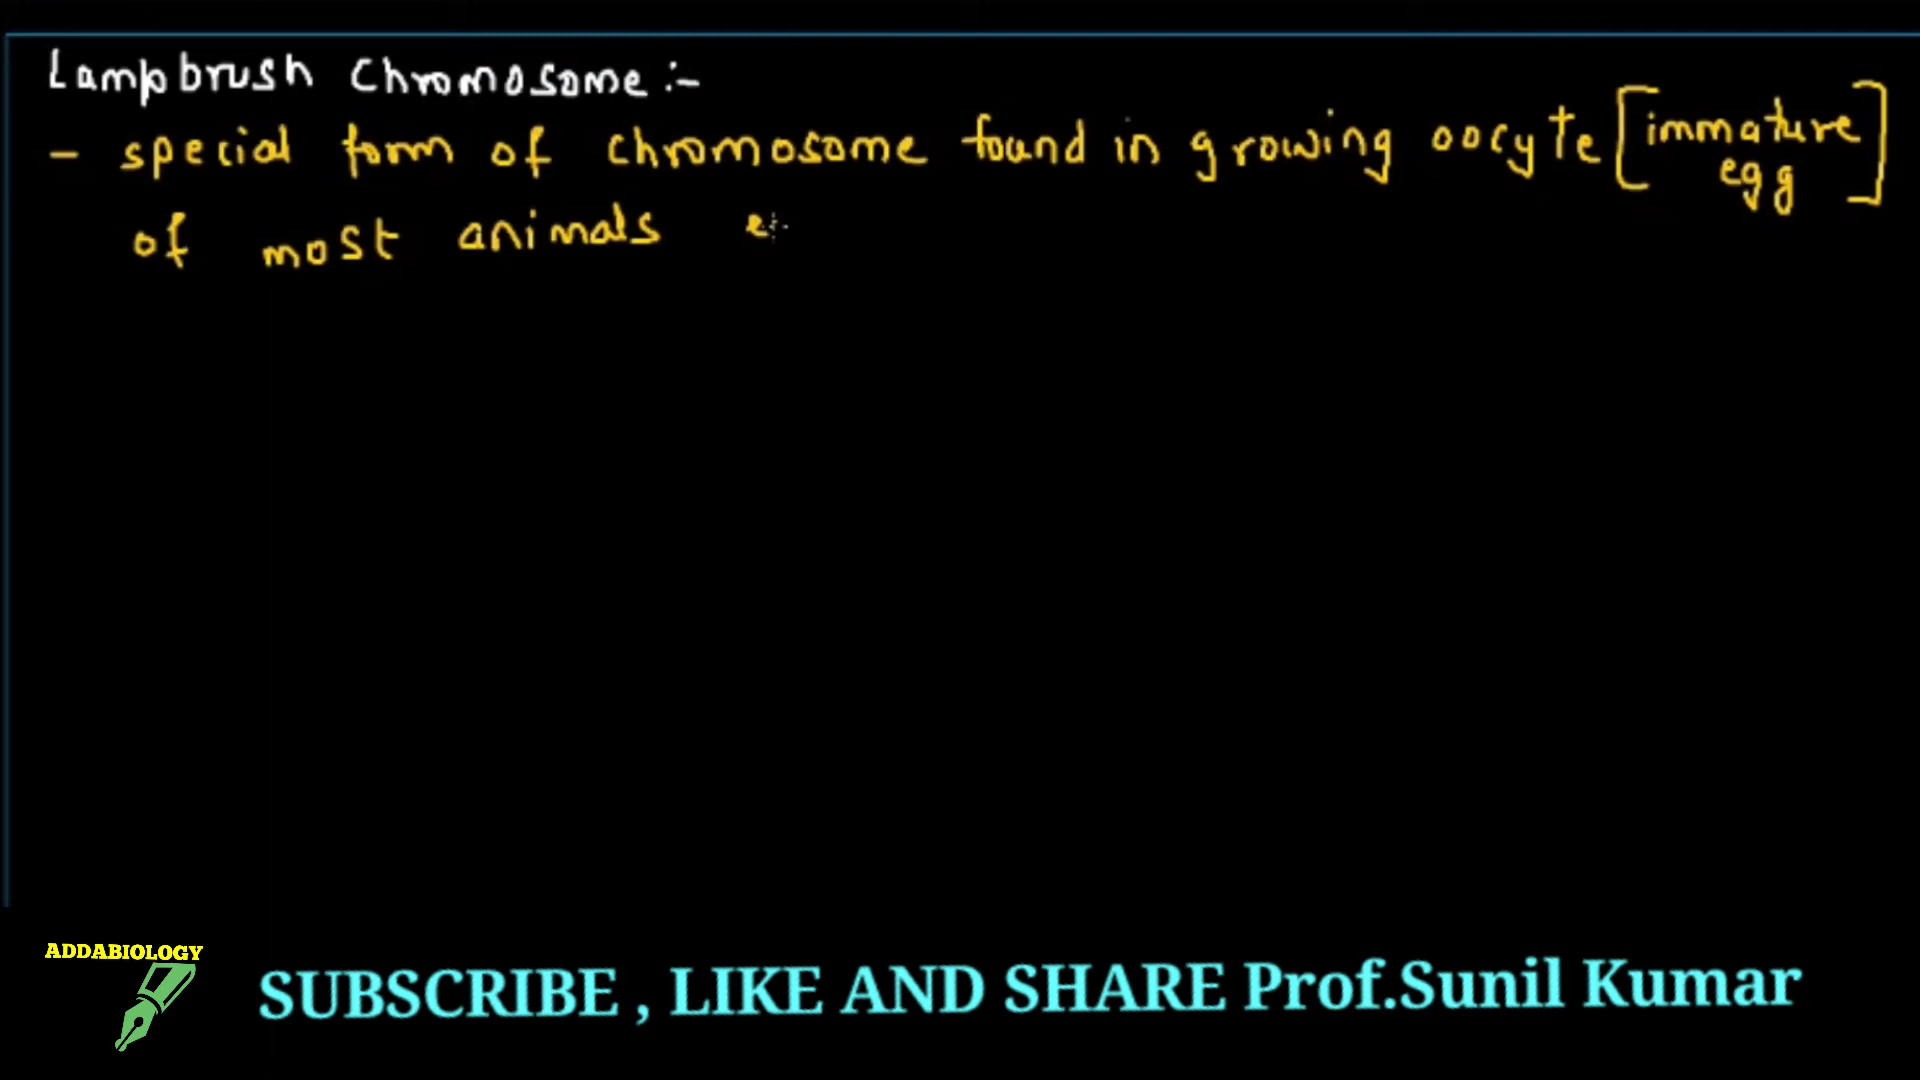 Lampbrush Chromosome :-
- special form of chromosome found in growing oocyte [immature egg]
of most animals
ADDABIOLOGY
SUBSCRIBE , LIKE AND SHARE Prof.Sunil Kumar